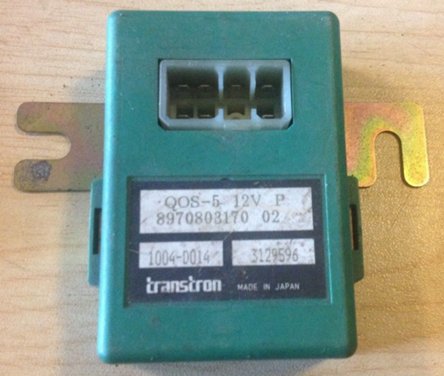 QOS-5 12V P
8970803170 02
1004-D014 3129596
transtron MADE IN JAPAN